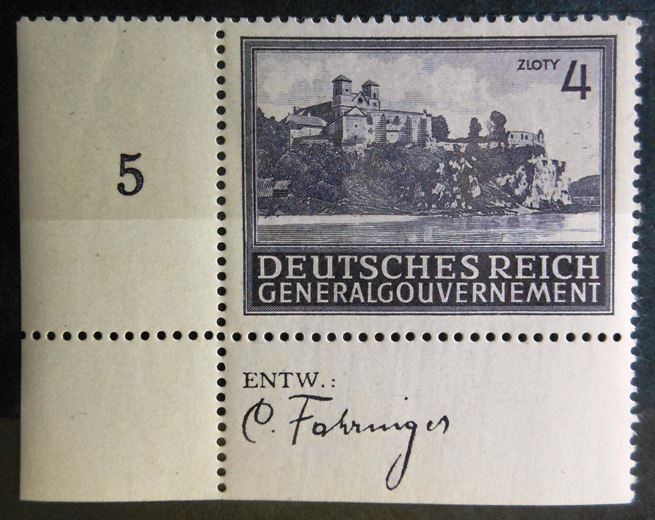 ZLOTY 4
5
DEUTSCHES REICH
GENERALGOUVERNEMENT
ENTW.:
C. Fahringer